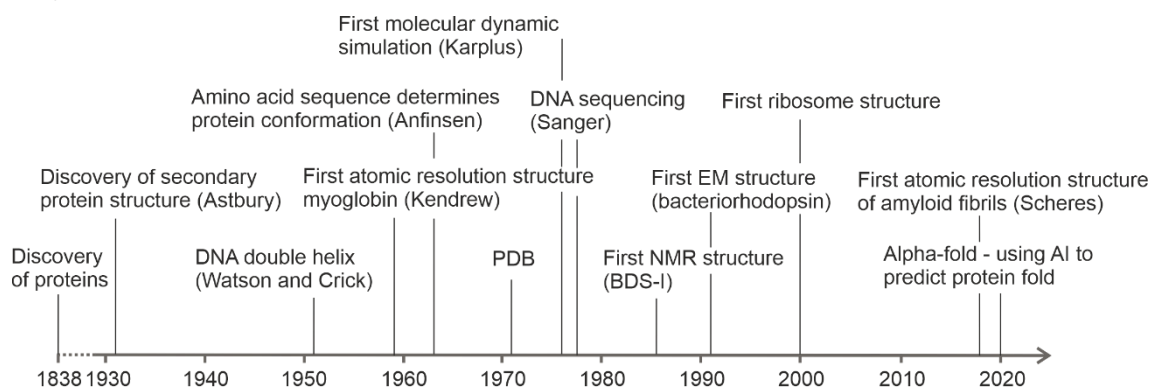 First molecular dynamic
simulation (Karplus)
Amino acid sequence determines
protein conformation (Anfinsen)
DNA sequencing
(Sanger)
First ribosome structure
Discovery of secondary
protein structure (Astbury)
First atomic resolution structure
myoglobin (Kendrew)
First EM structure
(bacteriorhodopsin)
First atomic resolution structure
of amyloid fibrils (Scheres)
Discovery
of proteins
DNA double helix
(Watson and Crick)
PDB
First NMR structure
(BDS-I)
Alpha-fold - using AI to
predict protein fold
1838 1930 1940 1950 1960 1970 1980 1990 2000 2010 2020